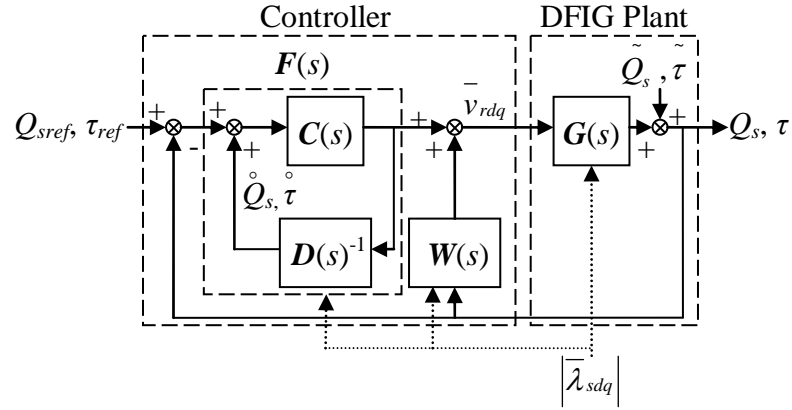 Controller
DFIG Plant
F(s)
Q̃s , τ̃
v̄rdq
Qsref, τref
+
-
+
+
C(s)
+
+
G(s)
+
+
Qs, τ
Q̊s, τ̊
D(s)-1
W(s)
|λ̄sdq|